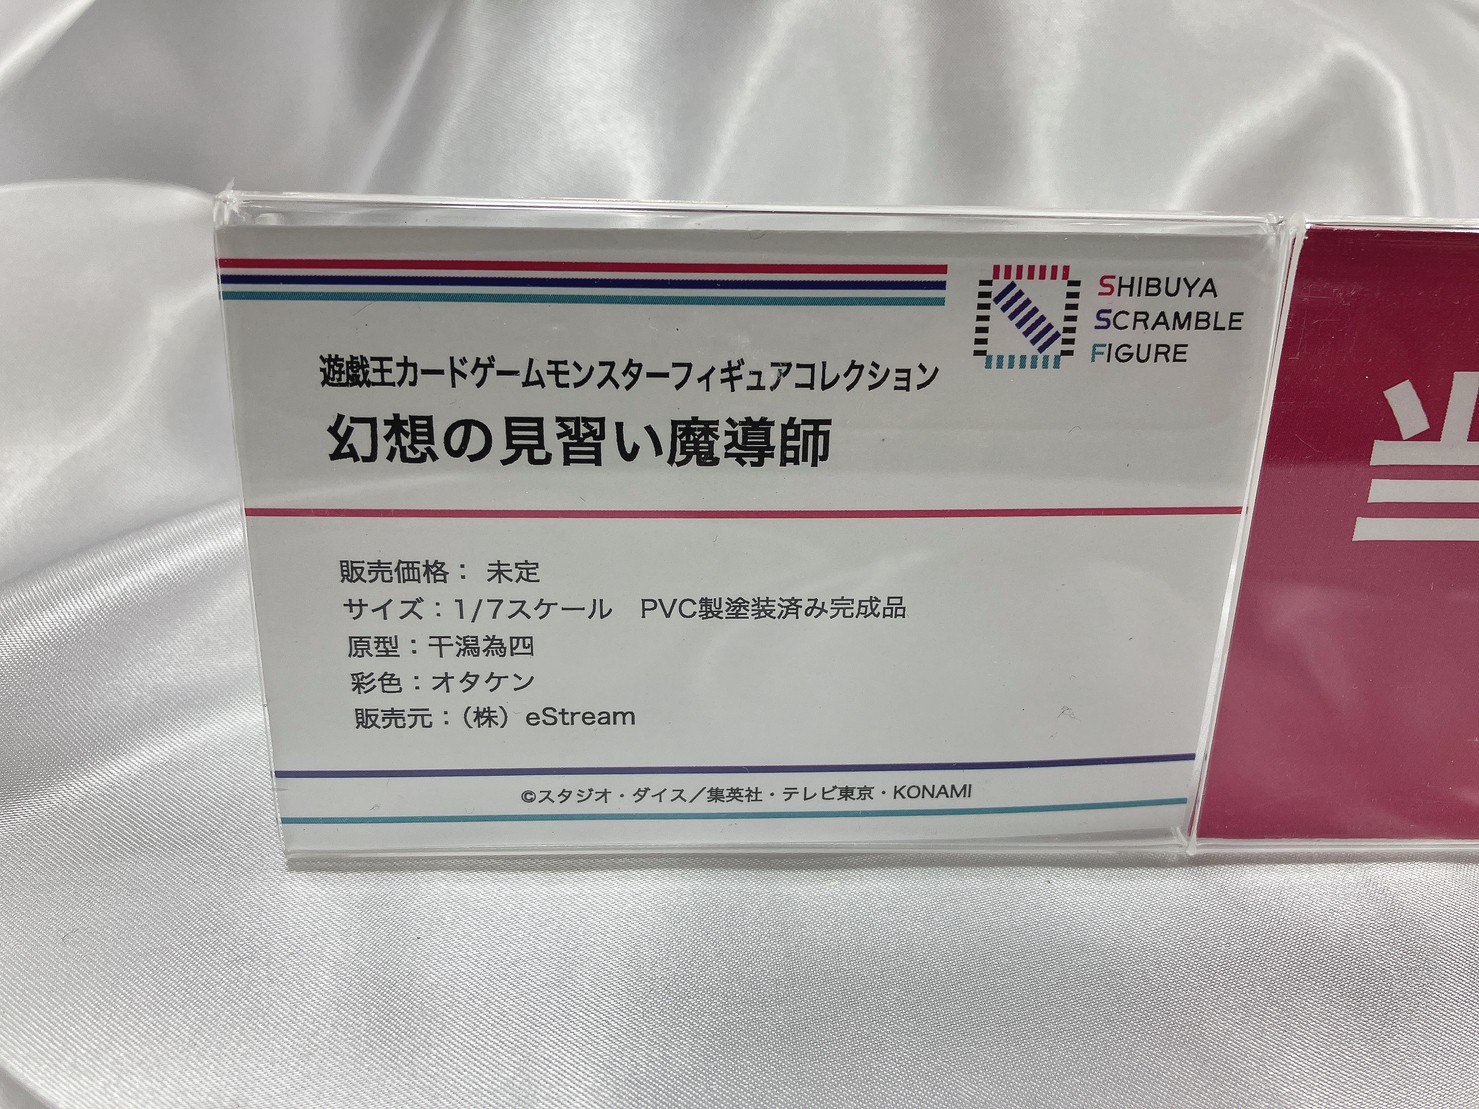 SHIBUYA
SCRAMBLE
FIGURE
遊戯王カードゲームモンスターフィギュアコレクション
幻想の見習い魔導師
販売価格： 未定
サイズ：1/7スケール　PVC製塗装済み完成品
原型：干潟為四
彩色：オタケン
販売元：（株）eStream
©スタジオ・ダイス／集英社・テレビ東京・KONAMI